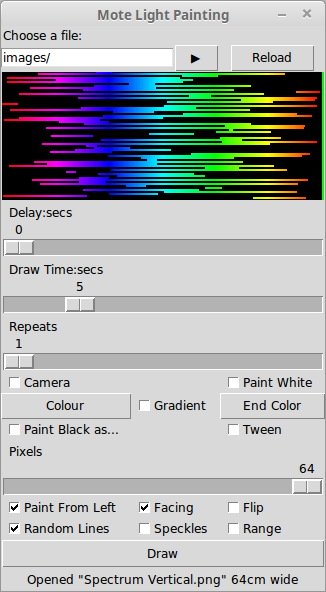 Mote Light Painting
Choose a file:
images/ ▶ Reload
Delay:secs
0
Draw Time:secs
5
Repeats
1
Camera Paint White
Colour Gradient End Color
Paint Black as... Tween
Pixels
64
Paint From Left Facing Flip
Random Lines Speckles Range
Draw
Opened "Spectrum Vertical.png" 64cm wide